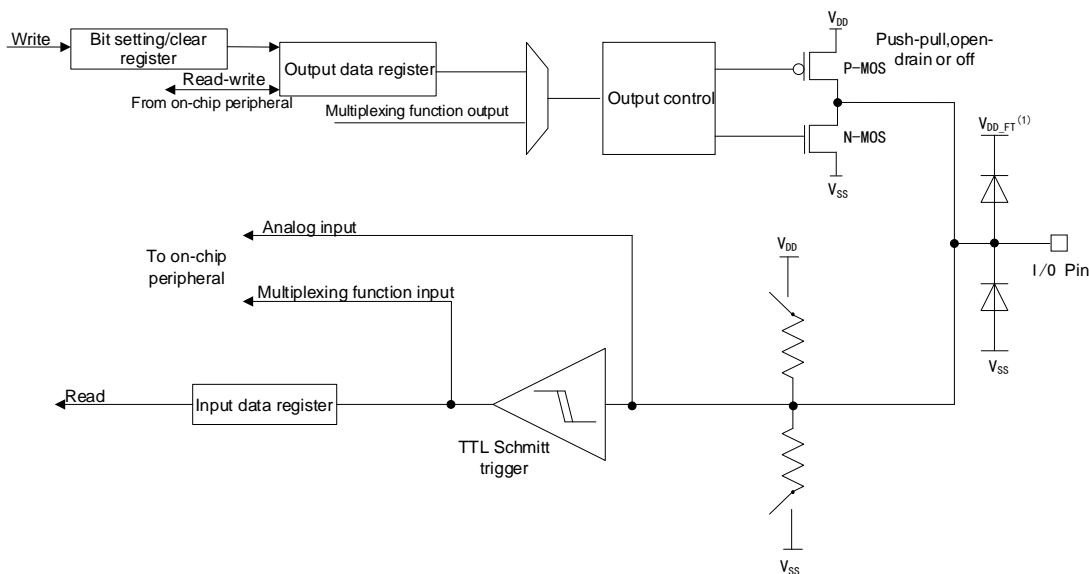 Write
Bit setting/clear
register
Read-write
From on-chip peripheral
Output data register
Multiplexing function output
Output control
VDD
Push-pull,open-
drain or off
P-MOS
N-MOS
VSS
VDD_FT(1)
I/O Pin
VSS
Analog input
To on-chip
peripheral
Multiplexing function input
VDD
Read
Input data register
TTL Schmitt
trigger
VSS